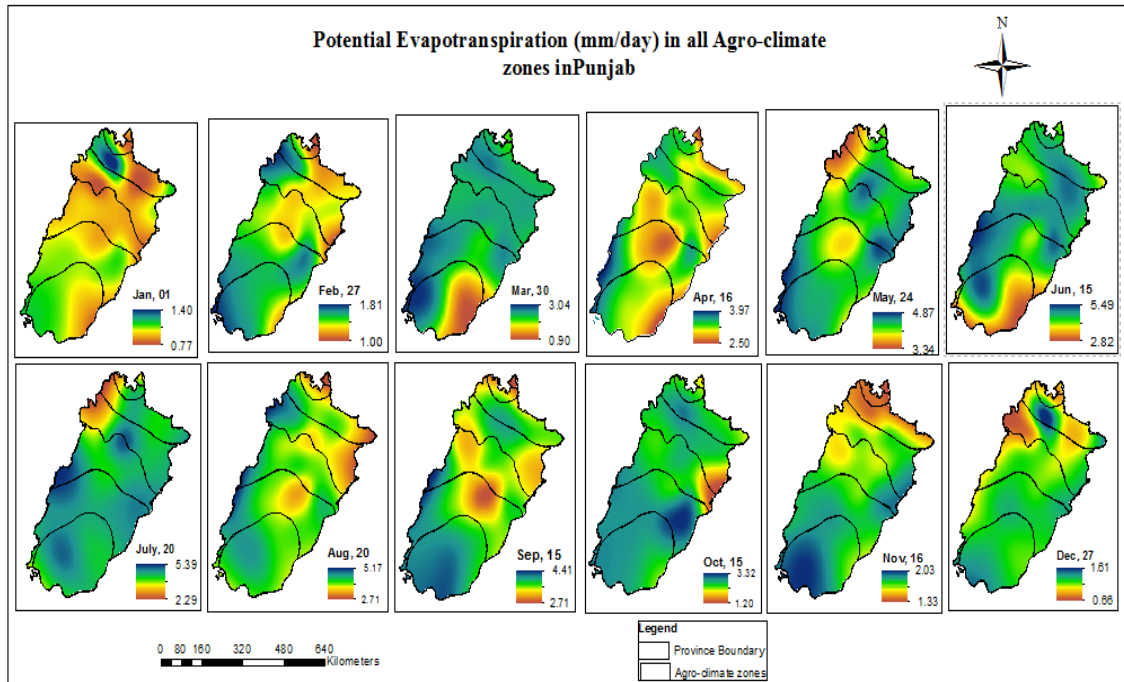 Potential Evapotranspiration (mm/day) in all Agro-climate
zones inPunjab
N
Jan, 01
1.40
0.77
Feb, 27
1.81
1.00
Mar, 30
3.04
0.90
Apr, 16
3.97
2.50
May, 24
4.87
3.34
Jun, 15
5.49
2.82
July, 20
5.39
2.29
Aug, 20
5.17
2.71
Sep, 15
4.41
2.71
Oct, 15
3.32
1.20
Nov, 16
2.03
1.33
Dec, 27
1.61
0.66
0 80 160 320 480 640
Kilometers
Legend
Province Boundary
Agro-climate zones